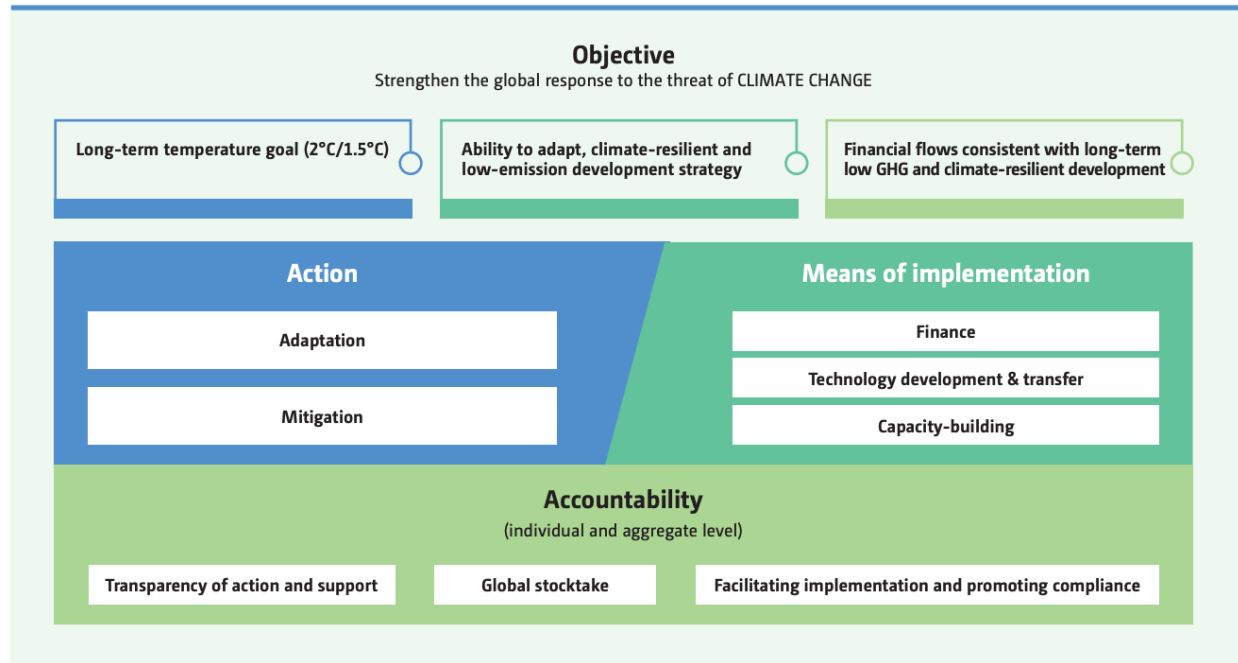 Objective
Strengthen the global response to the threat of CLIMATE CHANGE
Long-term temperature goal (2°C/1.5°C)
Ability to adapt, climate-resilient and
low-emission development strategy
Financial flows consistent with long-term
low GHG and climate-resilient development
Action
Adaptation
Mitigation
Means of implementation
Finance
Technology development & transfer
Capacity-building
Accountability
(individual and aggregate level)
Transparency of action and support
Global stocktake
Facilitating implementation and promoting compliance